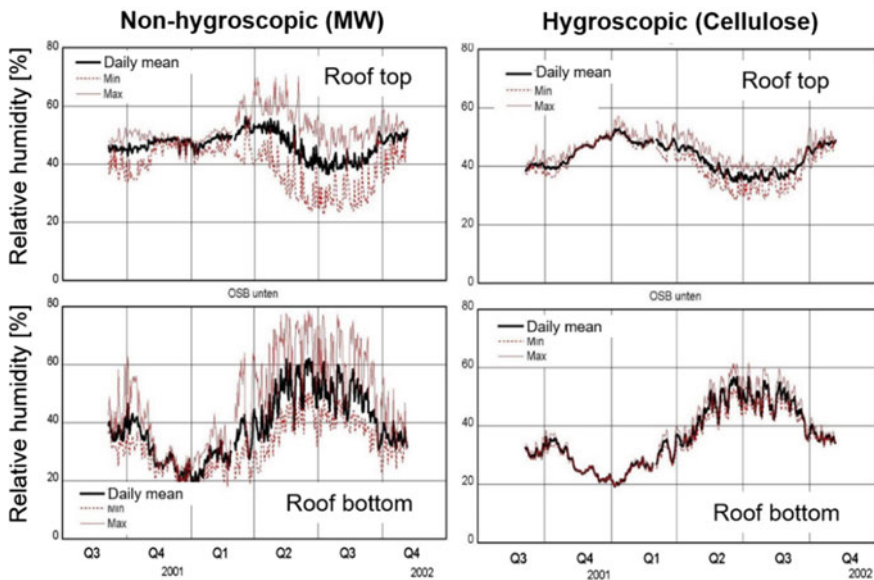 Non-hygroscopic (MW)
Hygroscopic (Cellulose)
Relative humidity [%]
80
60
40
20
0
Daily mean
Min
Max
Roof top
80
60
40
20
0
Daily mean
Min
Max
Roof top
OSB unten
OSB unten
Relative humidity [%]
80
60
40
20
0
Daily mean
Min
Max
Roof bottom
80
60
40
20
0
Daily mean
Min
Max
Roof bottom
Q3 Q4 Q1 Q2 Q3 Q4
2001 2002
Q3 Q4 Q1 Q2 Q3 Q4
2001 2002